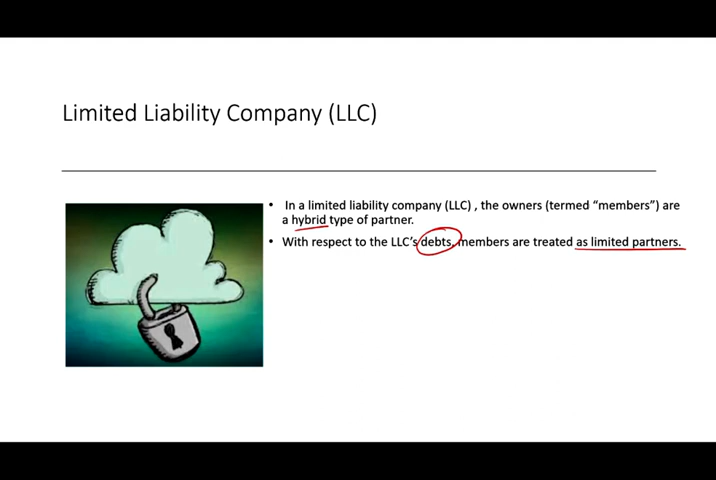 Limited Liability Company (LLC)
• In a limited liability company (LLC) , the owners (termed “members”) are
a hybrid type of partner.
• With respect to the LLC’s debts, members are treated as limited partners.